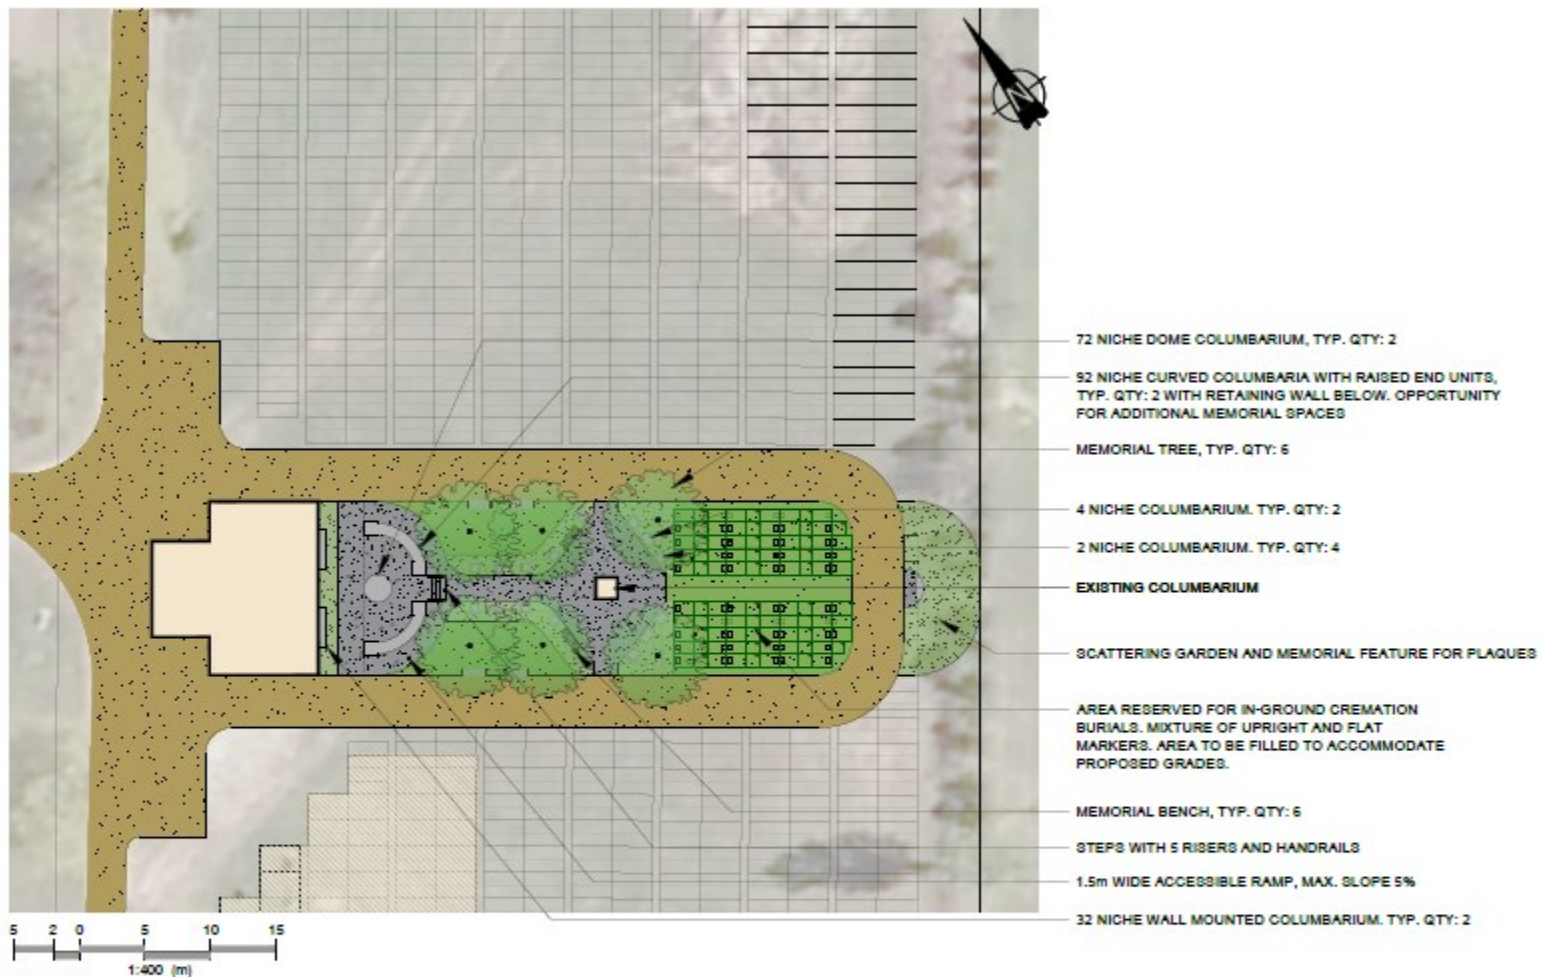 N
72 NICHE DOME COLUMBARIUM, TYP. QTY: 2
92 NICHE CURVED COLUMBARIA WITH RAISED END UNITS,
TYP. QTY: 2 WITH RETAINING WALL BELOW. OPPORTUNITY
FOR ADDITIONAL MEMORIAL SPACES
MEMORIAL TREE, TYP. QTY: 6
4 NICHE COLUMBARIUM. TYP. QTY: 2
2 NICHE COLUMBARIUM. TYP. QTY: 4
EXISTING COLUMBARIUM
SCATTERING GARDEN AND MEMORIAL FEATURE FOR PLAQUES
AREA RESERVED FOR IN-GROUND CREMATION
BURIALS. MIXTURE OF UPRIGHT AND FLAT
MARKERS. AREA TO BE FILLED TO ACCOMMODATE
PROPOSED GRADES.
MEMORIAL BENCH, TYP. QTY: 6
STEPS WITH 5 RISERS AND HANDRAILS
1.5m WIDE ACCESSIBLE RAMP, MAX. SLOPE 5%
32 NICHE WALL MOUNTED COLUMBARIUM. TYP. QTY: 2
5 2 0 5 10 15
1:400 (m)